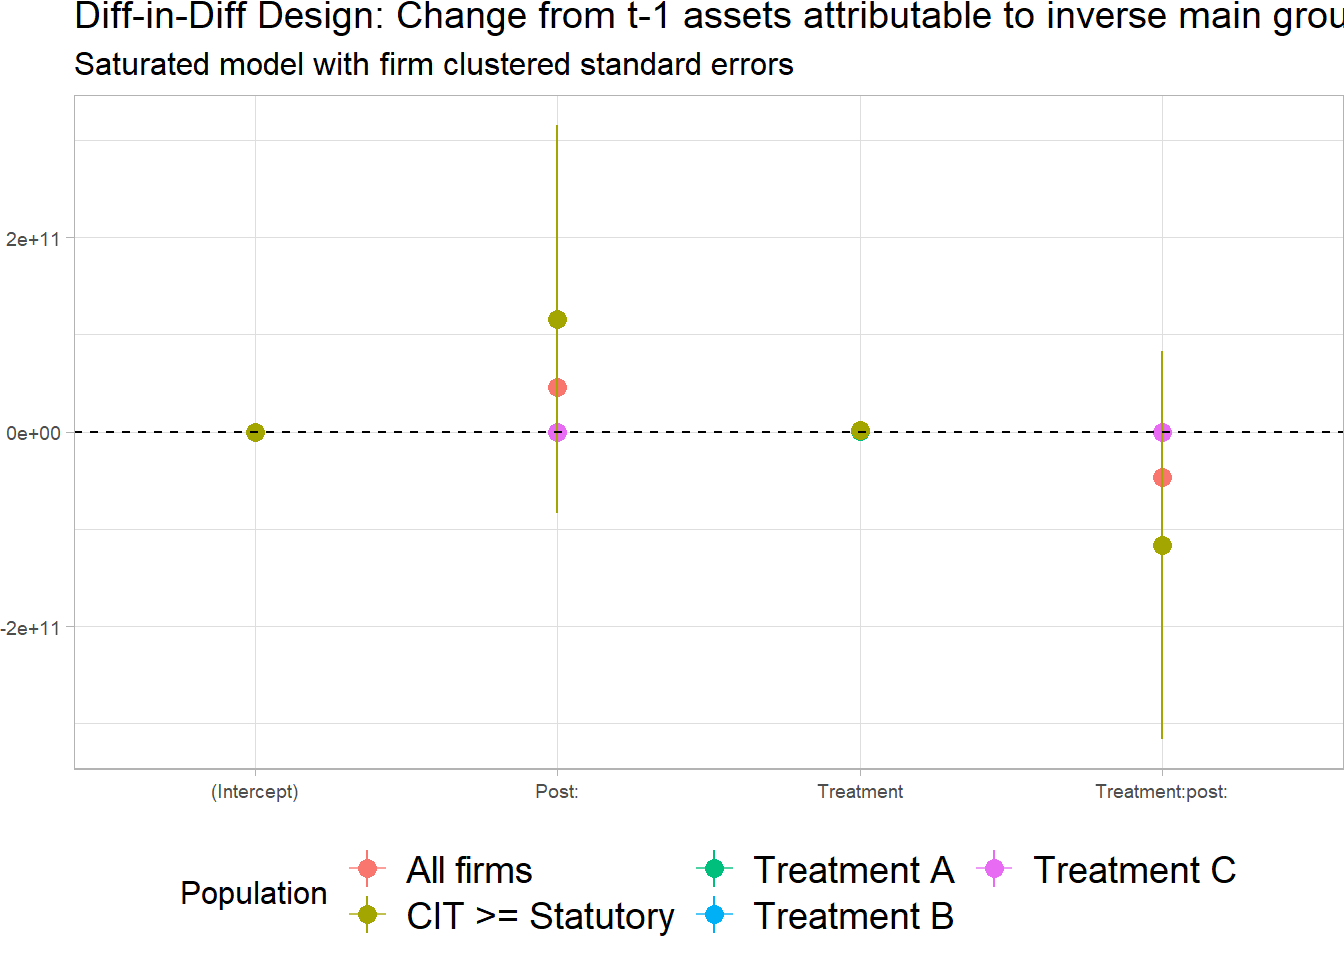 Diff-in-Diff Design: Change from t-1 assets attributable to inverse main grou
Saturated model with firm clustered standard errors
2e+11
0e+00
-2e+11
(Intercept) Post: Treatment Treatment:post:
Population
All firms Treatment A Treatment C
CIT >= Statutory Treatment B